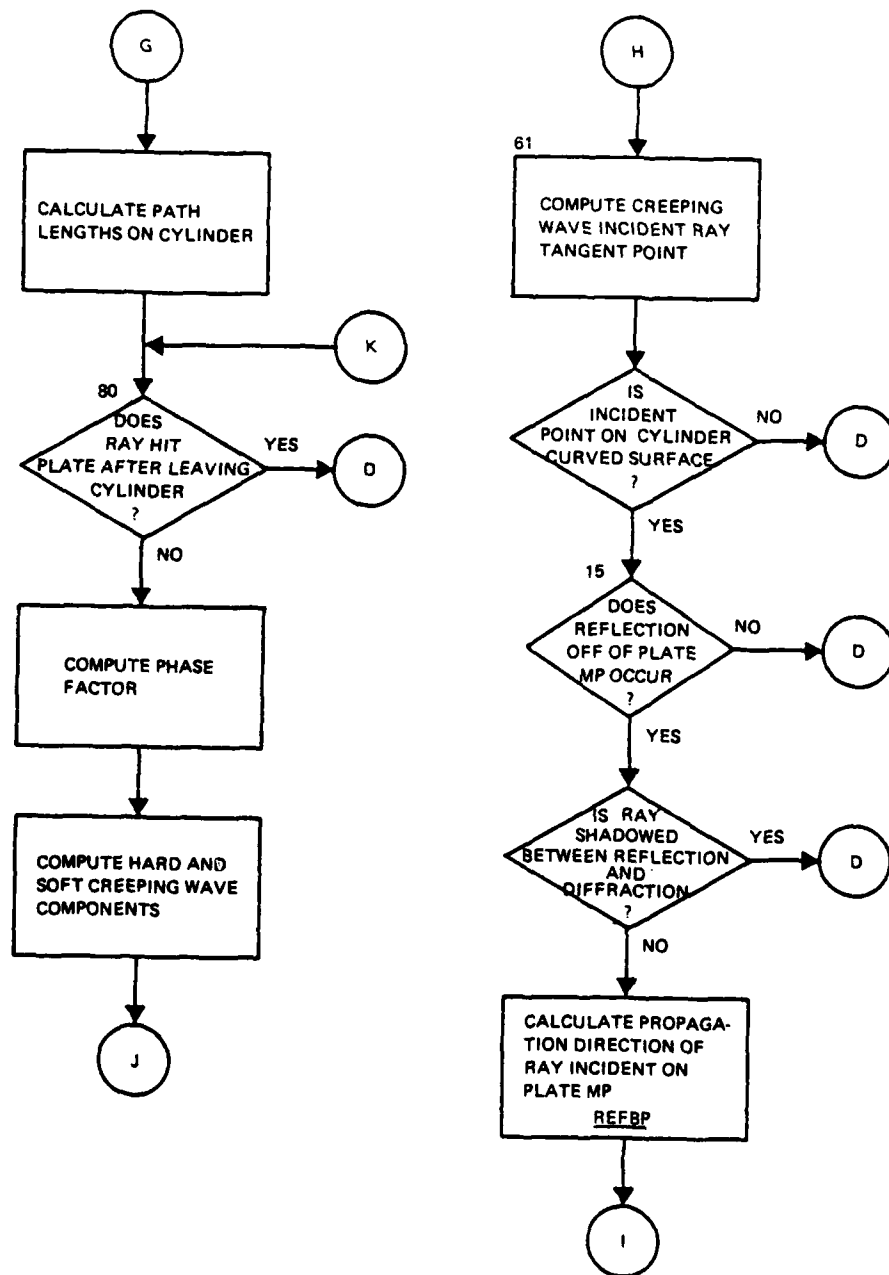 G
CALCULATE PATH
LENGTHS ON CYLINDER
K
80
DOES
RAY HIT
PLATE AFTER LEAVING
CYLINDER
?
YES
D
NO
COMPUTE PHASE
FACTOR
COMPUTE HARD AND
SOFT CREEPING WAVE
COMPONENTS
J
H
61
COMPUTE CREEPING
WAVE INCIDENT RAY
TANGENT POINT
IS
INCIDENT
POINT ON CYLINDER
CURVED SURFACE
?
NO
D
YES
15
DOES
REFLECTION
OFF OF PLATE
MP OCCUR
?
NO
D
YES
IS RAY
SHADOWED
BETWEEN REFLECTION
AND
DIFFRACTION
?
YES
D
NO
CALCULATE PROPAGA-
TION DIRECTION OF
RAY INCIDENT ON
PLATE MP
REFBP
I